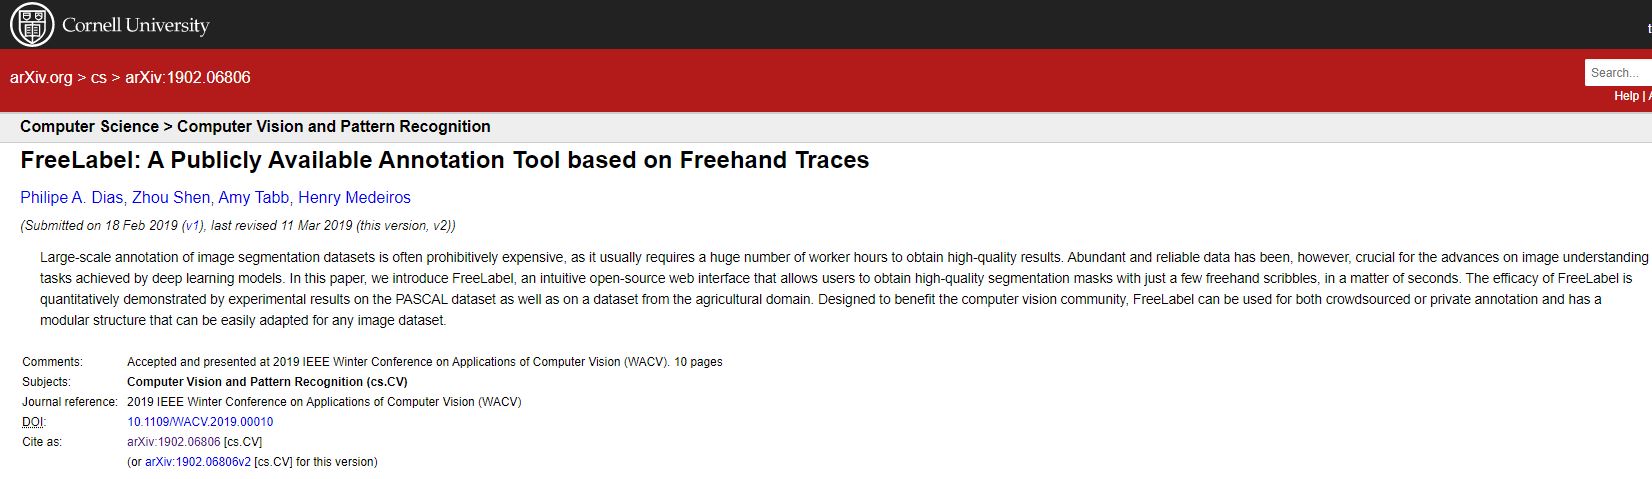 Cornell University
arXiv.org > cs > arXiv:1902.06806
Search...
Help |
Computer Science > Computer Vision and Pattern Recognition
FreeLabel: A Publicly Available Annotation Tool based on Freehand Traces
Philipe A. Dias, Zhou Shen, Amy Tabb, Henry Medeiros
(Submitted on 18 Feb 2019 (v1), last revised 11 Mar 2019 (this version, v2))
Large-scale annotation of image segmentation datasets is often prohibitively expensive, as it usually requires a huge number of worker hours to obtain high-quality results. Abundant and reliable data has been, however, crucial for the advances on image understanding
tasks achieved by deep learning models. In this paper, we introduce FreeLabel, an intuitive open-source web interface that allows users to obtain high-quality segmentation masks with just a few freehand scribbles, in a matter of seconds. The efficacy of FreeLabel is
quantitatively demonstrated by experimental results on the PASCAL dataset as well as on a dataset from the agricultural domain. Designed to benefit the computer vision community, FreeLabel can be used for both crowdsourced or private annotation and has a
modular structure that can be easily adapted for any image dataset.
Comments: Accepted and presented at 2019 IEEE Winter Conference on Applications of Computer Vision (WACV). 10 pages
Subjects: Computer Vision and Pattern Recognition (cs.CV)
Journal reference: 2019 IEEE Winter Conference on Applications of Computer Vision (WACV)
DOI: 10.1109/WACV.2019.00010
Cite as: arXiv:1902.06806 [cs.CV]
(or arXiv:1902.06806v2 [cs.CV] for this version)